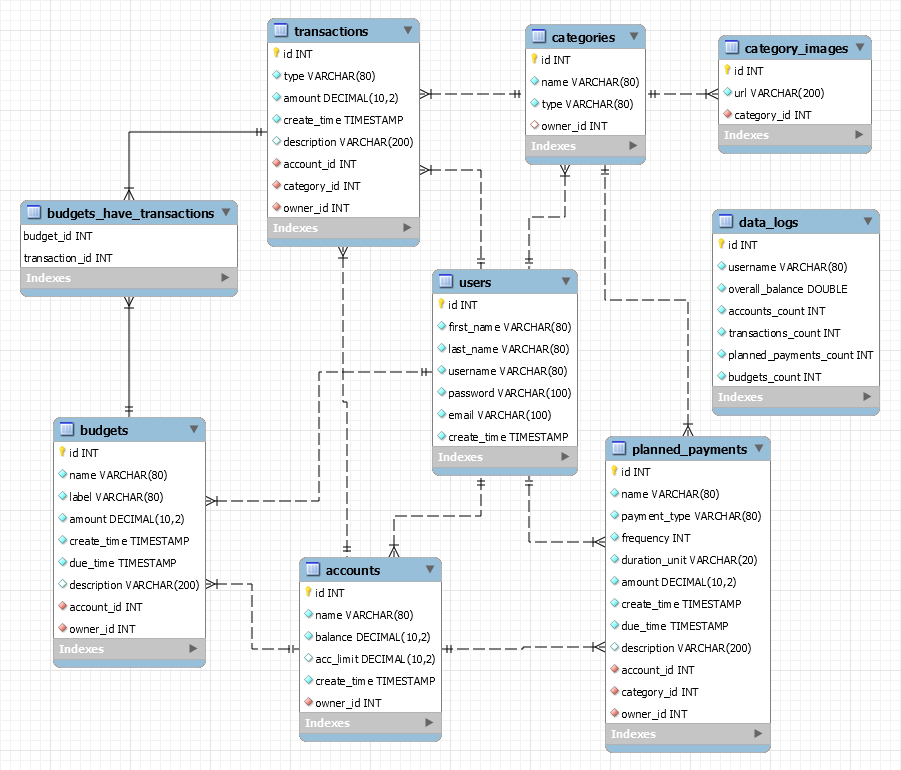 transactions
id INT
type VARCHAR(80)
amount DECIMAL(10,2)
create_time TIMESTAMP
description VARCHAR(200)
account_id INT
category_id INT
owner_id INT
Indexes
categories
id INT
name VARCHAR(80)
type VARCHAR(80)
owner_id INT
Indexes
category_images
id INT
url VARCHAR(200)
category_id INT
Indexes
budgets_have_transactions
budget_id INT
transaction_id INT
Indexes
data_logs
id INT
username VARCHAR(80)
overall_balance DOUBLE
accounts_count INT
transactions_count INT
planned_payments_count INT
budgets_count INT
Indexes
users
id INT
first_name VARCHAR(80)
last_name VARCHAR(80)
username VARCHAR(80)
password VARCHAR(100)
email VARCHAR(100)
create_time TIMESTAMP
Indexes
budgets
id INT
name VARCHAR(80)
label VARCHAR(80)
amount DECIMAL(10,2)
create_time TIMESTAMP
due_time TIMESTAMP
description VARCHAR(200)
account_id INT
owner_id INT
Indexes
planned_payments
id INT
name VARCHAR(80)
payment_type VARCHAR(80)
frequency INT
duration_unit VARCHAR(20)
amount DECIMAL(10,2)
create_time TIMESTAMP
due_time TIMESTAMP
description VARCHAR(200)
account_id INT
category_id INT
owner_id INT
Indexes
accounts
id INT
name VARCHAR(80)
balance DECIMAL(10,2)
acc_limit DECIMAL(10,2)
create_time TIMESTAMP
owner_id INT
Indexes